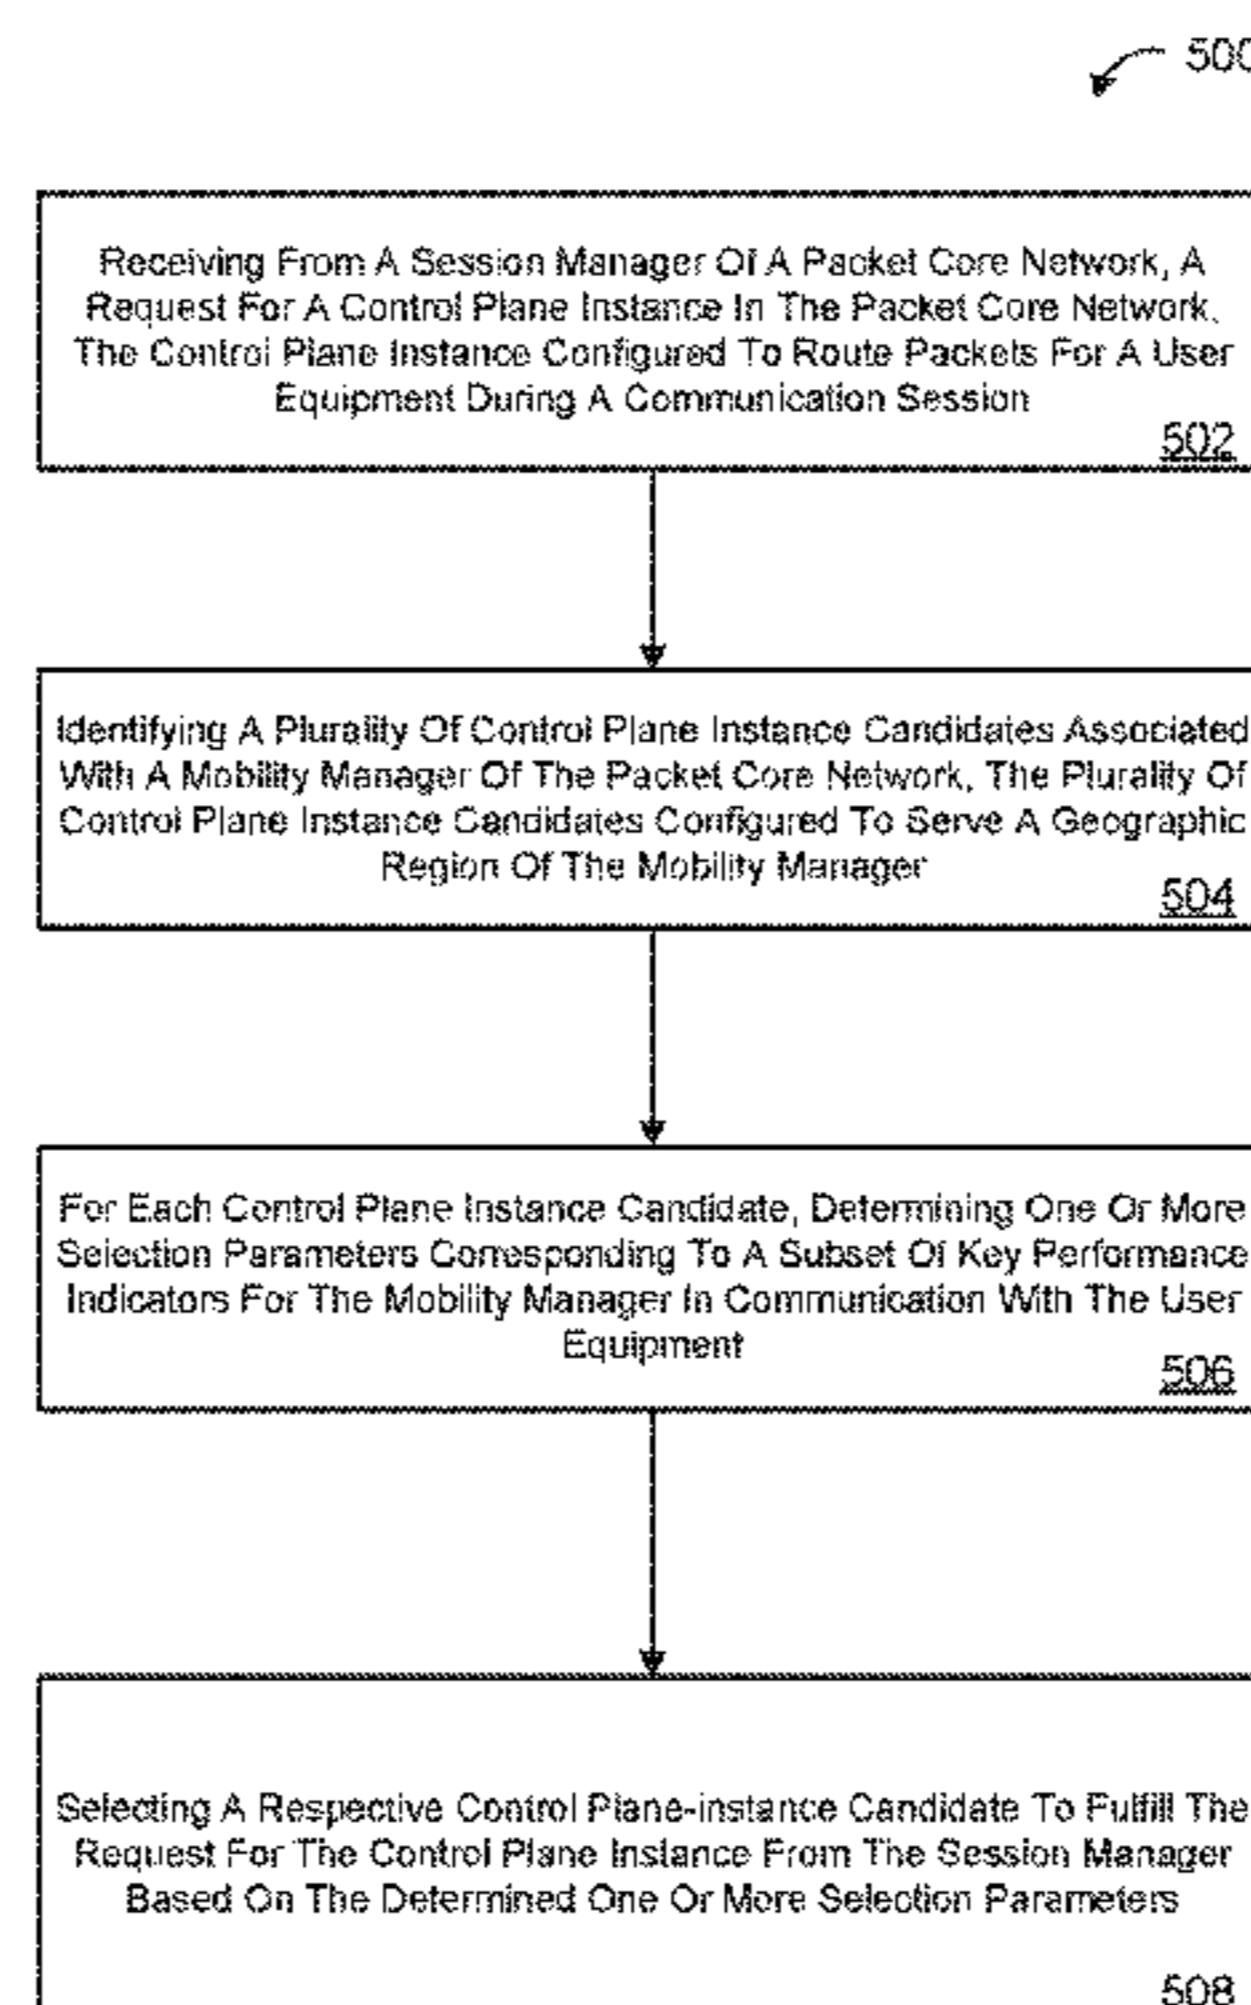 500
Receiving From A Session Manager Of A Packet Core Network, A
Request For A Control Plane Instance In The Packet Core Network,
The Control Plane Instance Configured To Route Packets For A User
Equipment During A Communication Session
502
Identifying A Plurality Of Control Plane Instance Candidates Associated
With A Mobility Manager Of The Packet Core Network, The Plurality Of
Control Plane Instance Candidates Configured To Serve A Geographic
Region Of The Mobility Manager
504
For Each Control Plane Instance Candidate, Determining One Or More
Selection Parameters Corresponding To A Subset Of Key Performance
Indicators For The Mobility Manager In Communication With The User
Equipment
506
Selecting A Respective Control Plane-instance Candidate To Fulfill The
Request For The Control Plane Instance From The Session Manager
Based On The Determined One Or More Selection Parameters
508